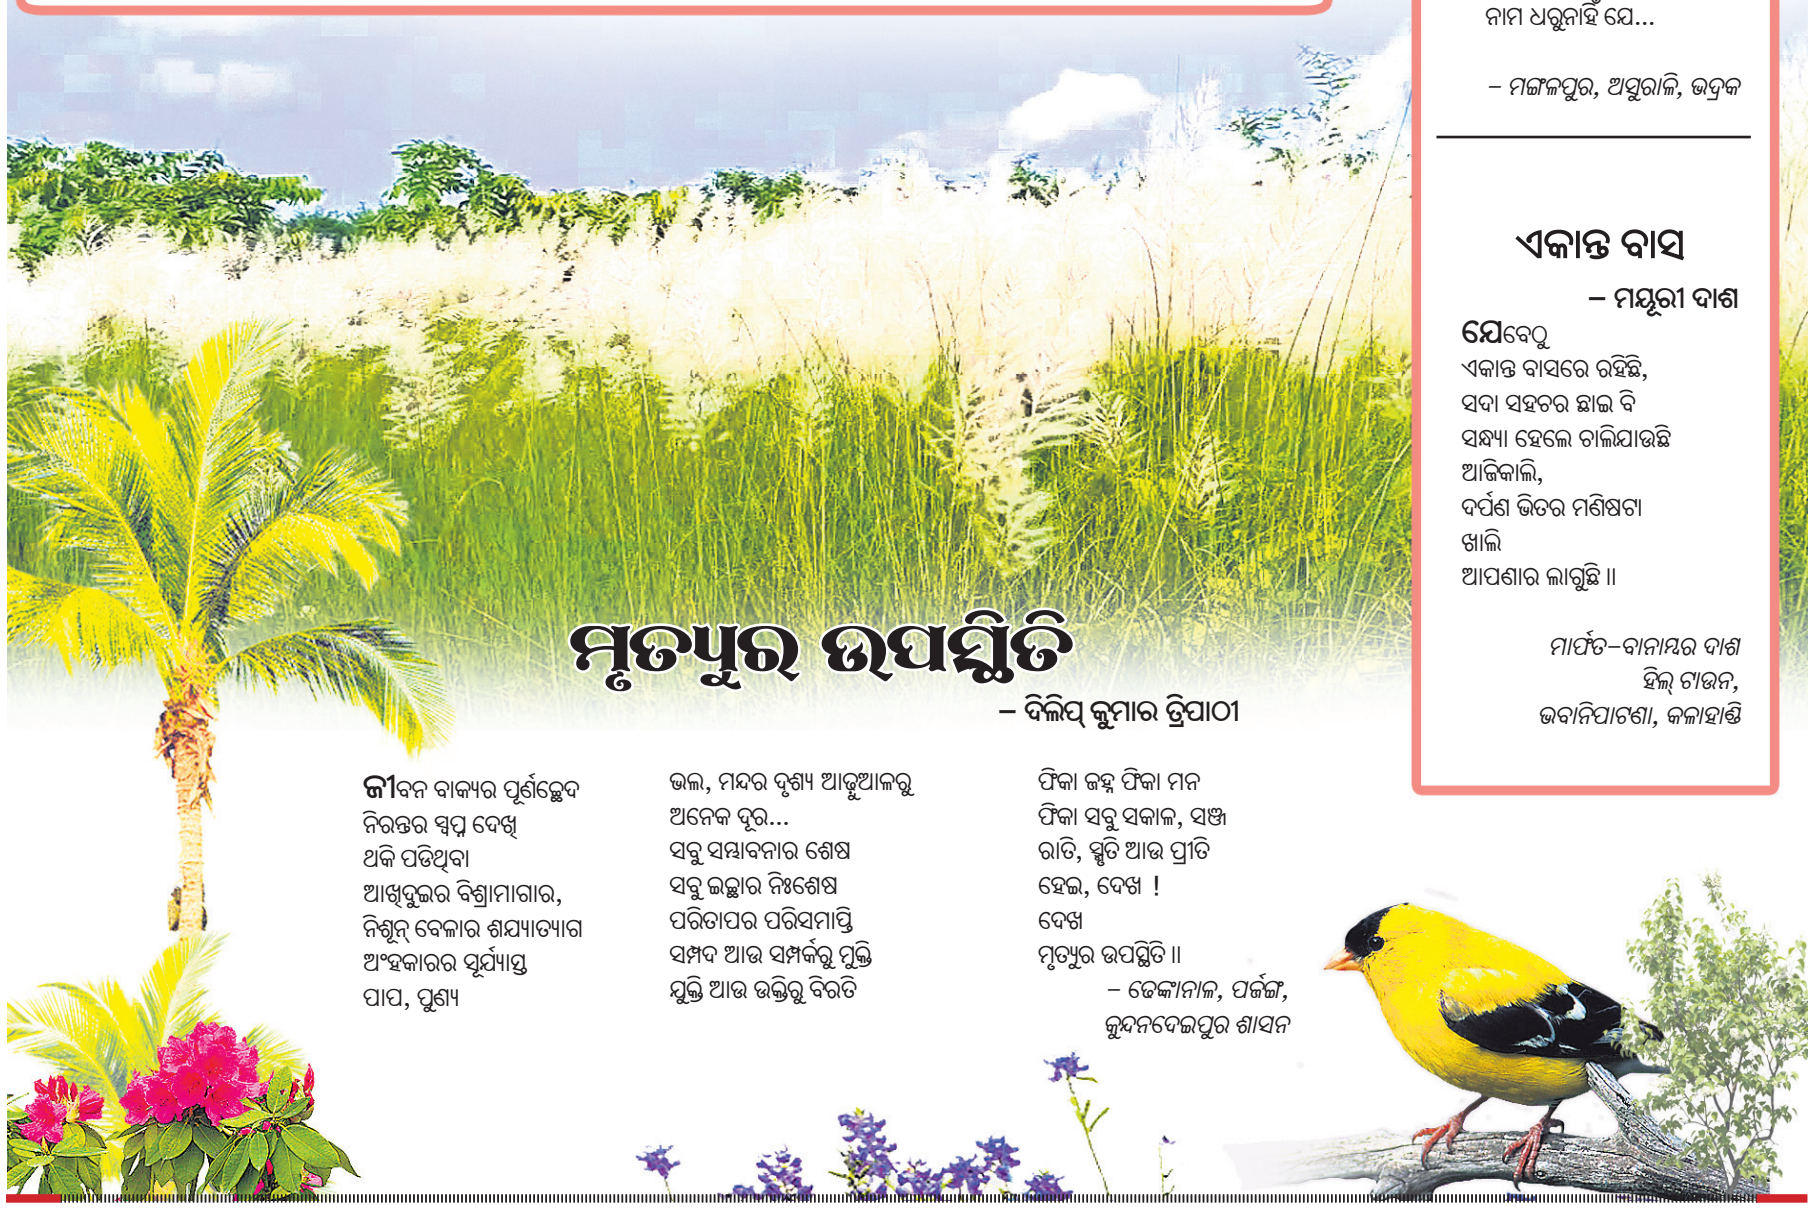 ନାମ ଧରୁନାହିଁ ଯେ...
– ମଙ୍ଗଳପୁର, ଅସୁରାଳି, ଭଦ୍ରକ
ଏକାନ୍ତ ବାସ
– ମୟୂରୀ ଦାଶ
ଯେବେଠୁ
ଏକାନ୍ତ ବାସରେ ରହିଛି,
ସଦା ସହଚର ଛାଇ ବି
ସନ୍ଧ୍ୟା ହେଲେ ଚାଲିଯାଉଛି
ଆଜିକାଲି,
ଦର୍ପଣ ଭିତର ମଣିଷଟା
ଖାଲି
ଆପଣାର ଲାଗୁଛି ॥
ମାର୍ଫତ–ବାନାମ୍ବର ଦାଶ
ହିଲ୍ ଟାଉନ,
ଭବାନିପାଟଣା, କଳାହାଣ୍ଡି
ମୃତ୍ୟୁର ଉପସ୍ଥିତି
– ଦିଲିପ୍ କୁମାର ତ୍ରିପାଠୀ
ଜୀବନ ବାକ୍ୟର ପୂର୍ଣଚ୍ଛେଦ
ନିରନ୍ତର ସ୍ୱପ୍ନ ଦେଖି
ଥକି ପଡିଥିବା
ଆଖିଦୁଇର ବିଶ୍ରାମାଗାର,
ନିଶୂନ୍ ବେଳାର ଶଯ୍ୟାତ୍ୟାଗ
ଅଂହକାରର ସୂର୍ଯ୍ୟାସ୍ତ
ପାପ, ପୁଣ୍ୟ
ଭଲ, ମନ୍ଦର ଦୃଶ୍ୟ ଆଢୁଆଳରୁ
ଅନେକ ଦୂର...
ସବୁ ସମ୍ଭାବନାର ଶେଷ
ସବୁ ଇଚ୍ଛାର ନିଃଶେଷ
ପରିତାପର ପରିସମାପ୍ତି
ସମ୍ପଦ ଆଉ ସମ୍ପର୍କରୁ ମୁକ୍ତି
ଯୁକ୍ତି ଆଉ ଉକ୍ତିରୁ ବିରତି
ଫିକା ଜହ୍ନ ଫିକା ମନ
ଫିକା ସବୁ ସକାଳ, ସଞ୍ଜ
ରାତି, ସ୍ମୃତି ଆଉ ପ୍ରୀତି
ହେଇ, ଦେଖ !
ଦେଖ
ମୃତ୍ୟୁର ଉପସ୍ଥିତି ॥
– ଢେଙ୍କାନାଳ, ପର୍ଜଙ୍ଗ,
କୁନ୍ଦନଦେଇପୁର ଶାସନ